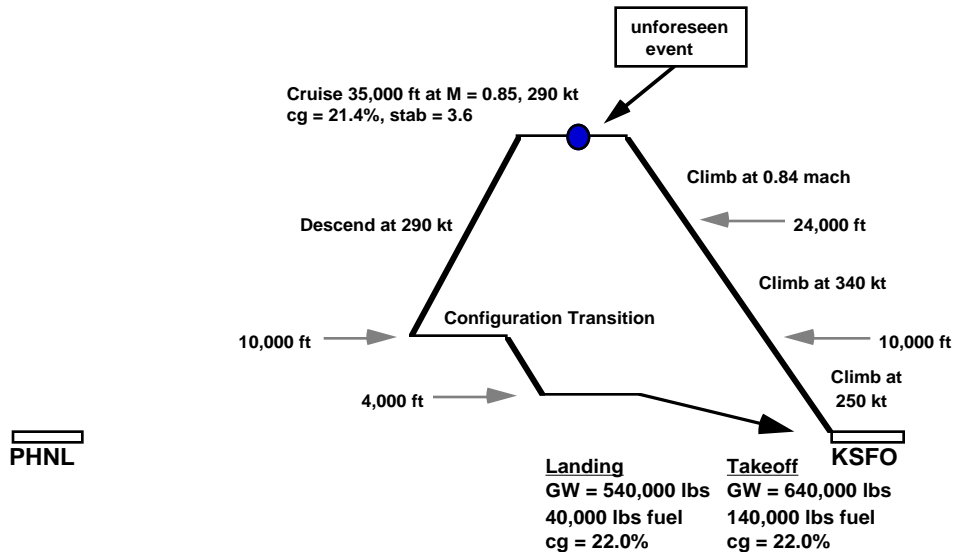 unforeseen
event
Cruise 35,000 ft at M = 0.85, 290 kt
cg = 21.4%, stab = 3.6
Climb at 0.84 mach
Descend at 290 kt
24,000 ft
Climb at 340 kt
Configuration Transition
10,000 ft
10,000 ft
Climb at
250 kt
4,000 ft
PHNL
KSFO
Landing
GW = 540,000 lbs
40,000 lbs fuel
cg = 22.0%
Takeoff
GW = 640,000 lbs
140,000 lbs fuel
cg = 22.0%